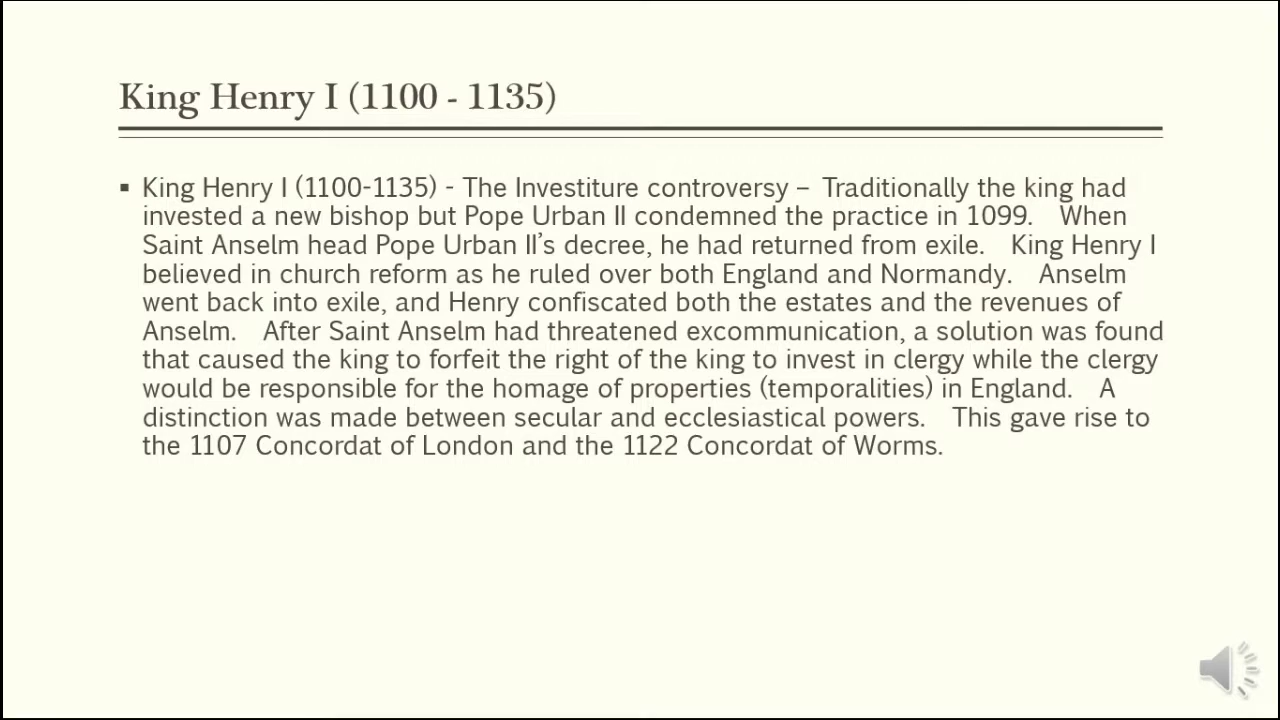 King Henry I (1100 - 1135)
▪ King Henry I (1100-1135) - The Investiture controversy – Traditionally the king had
invested a new bishop but Pope Urban II condemned the practice in 1099. When
Saint Anselm head Pope Urban II’s decree, he had returned from exile. King Henry I
believed in church reform as he ruled over both England and Normandy. Anselm
went back into exile, and Henry confiscated both the estates and the revenues of
Anselm. After Saint Anselm had threatened excommunication, a solution was found
that caused the king to forfeit the right of the king to invest in clergy while the clergy
would be responsible for the homage of properties (temporalities) in England. A
distinction was made between secular and ecclesiastical powers. This gave rise to
the 1107 Concordat of London and the 1122 Concordat of Worms.